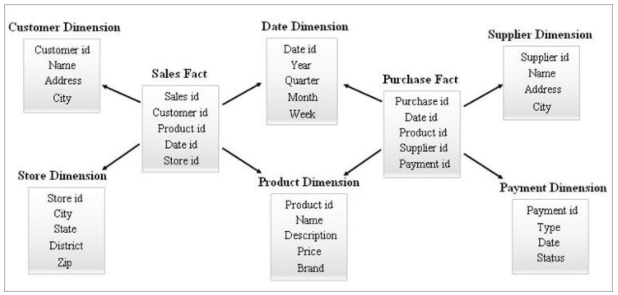 Customer Dimension
Customer id
Name
Address
City
Sales Fact
Sales id
Customer id
Product id
Date id
Store id
Date Dimension
Date id
Year
Quarter
Month
Week
Purchase Fact
Purchase id
Date id
Product id
Supplier id
Payment id
Supplier Dimension
Supplier id
Name
Address
City
Store Dimension
Store id
City
State
District
Zip
Product Dimension
Product id
Name
Description
Price
Brand
Payment Dimension
Payment id
Type
Date
Status